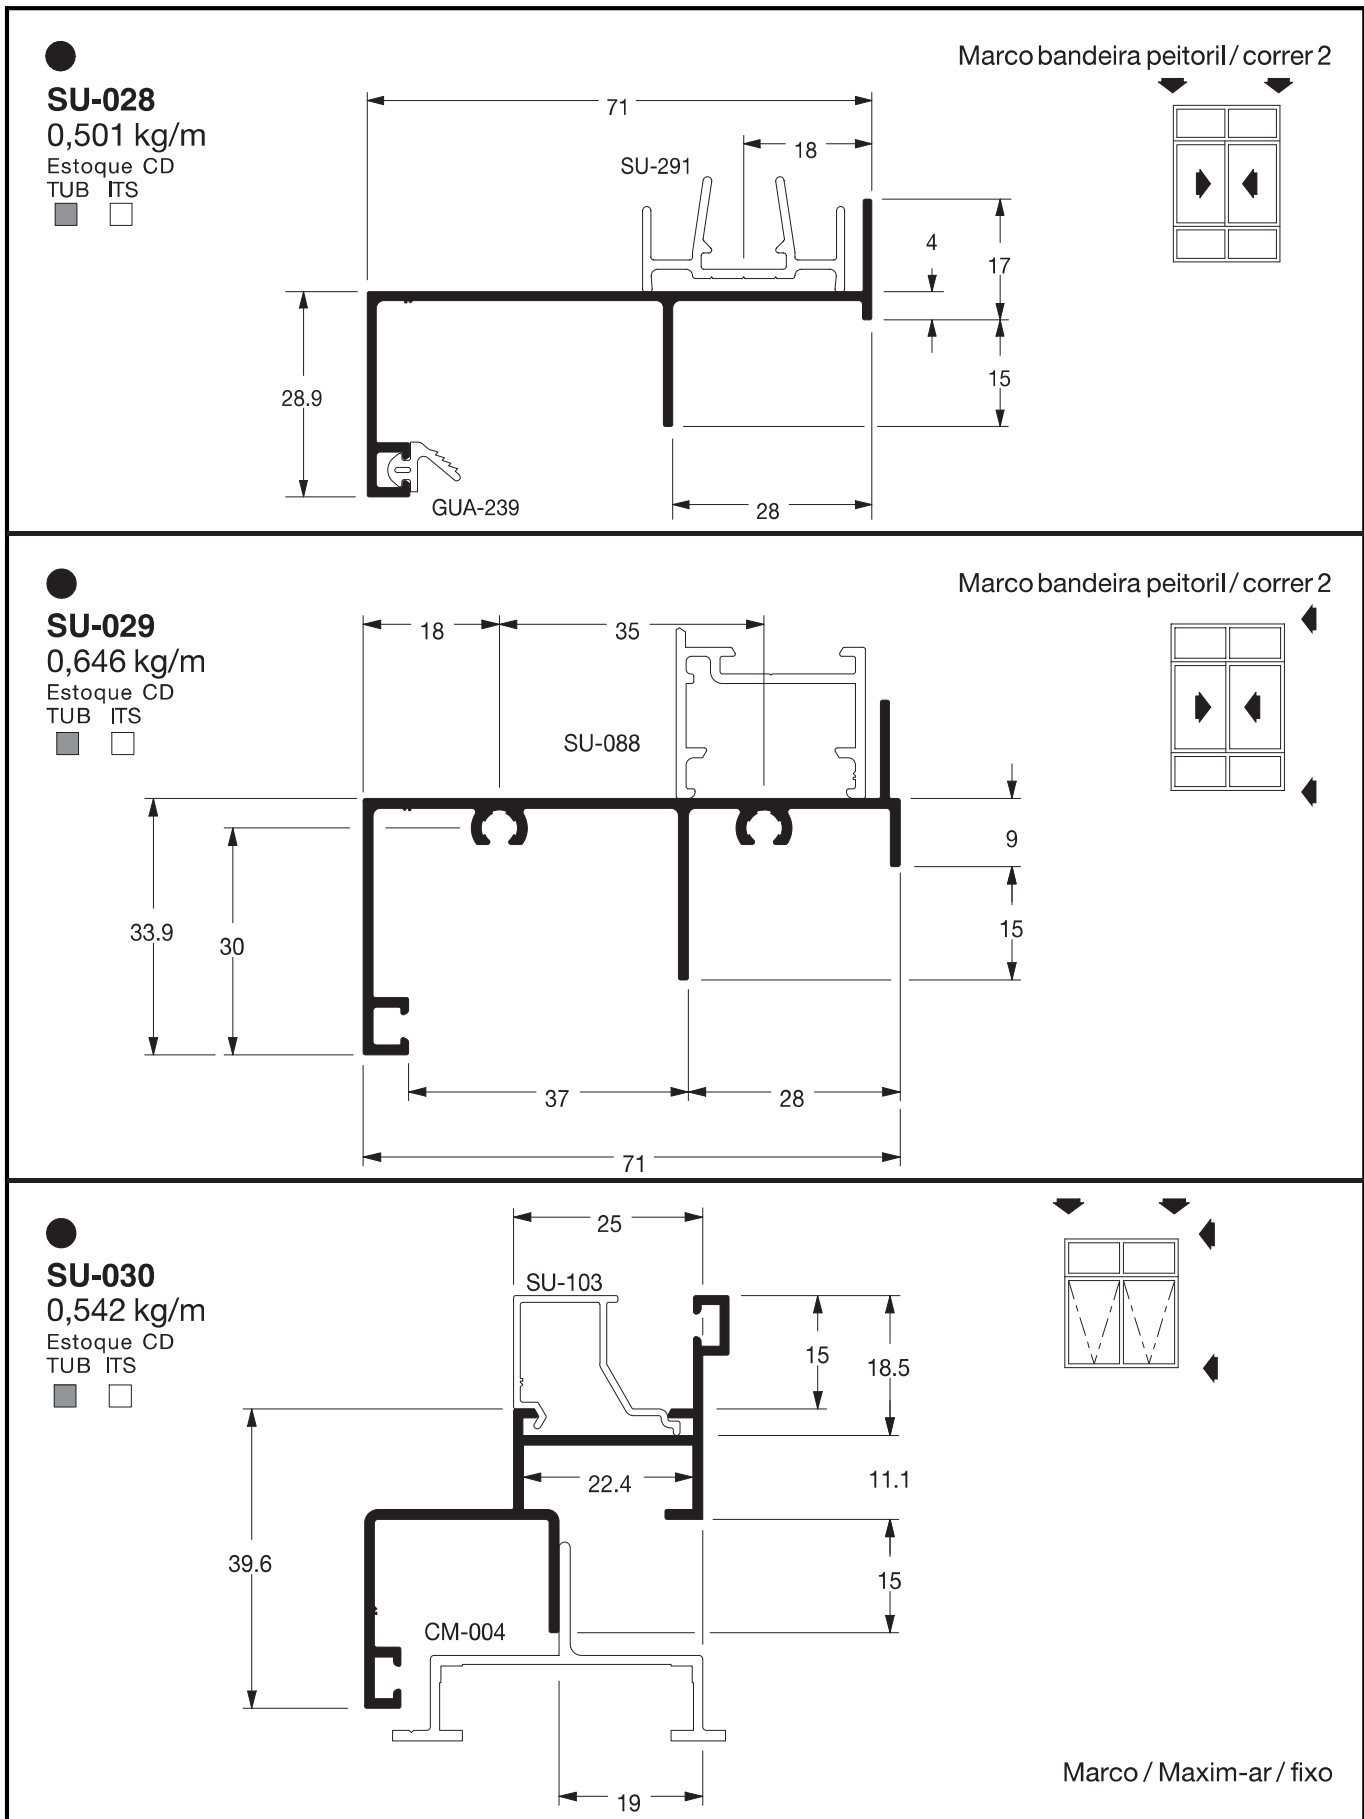 SU-028
0,501 kg/m
Estoque CD
TUB ITS
Marco bandeira peitoril / correr 2
71
18
SU-291
4
17
15
28.9
GUA-239
28
SU-029
0,646 kg/m
Estoque CD
TUB ITS
Marco bandeira peitoril / correr 2
18
35
SU-088
9
15
33.9
30
37
28
71
SU-030
0,542 kg/m
Estoque CD
TUB ITS
25
SU-103
15
18.5
22.4
11.1
39.6
15
CM-004
19
Marco / Maxim-ar / fixo